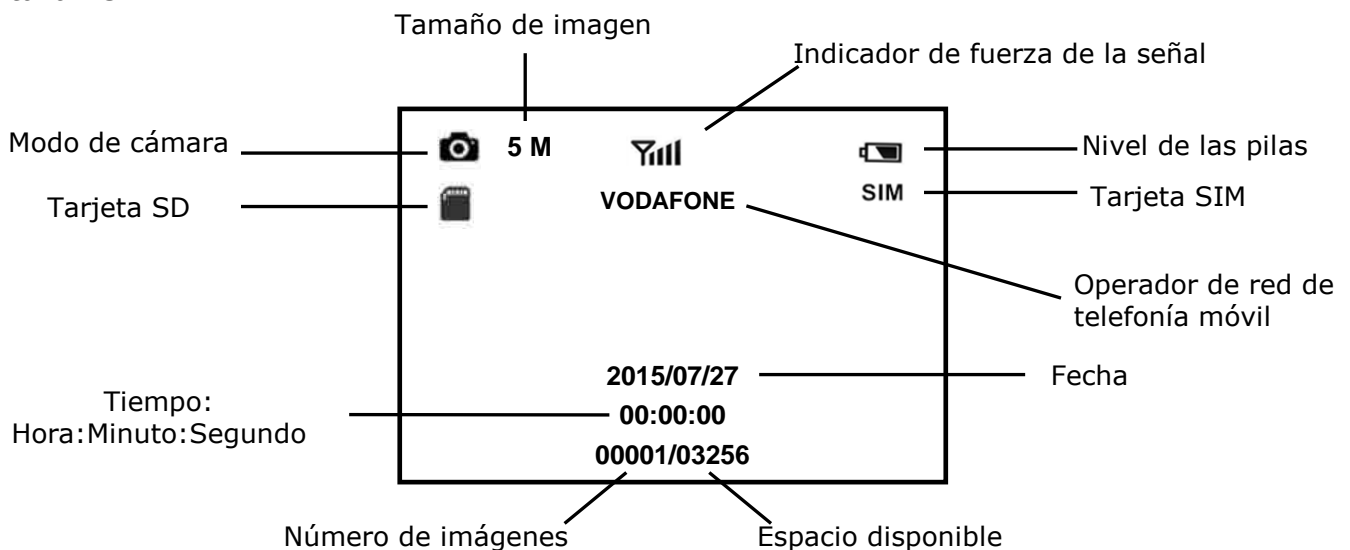 Tamaño de imagen
Indicador de fuerza de la señal
Modo de cámara
5 M
Nivel de las pilas
Tarjeta SD
VODAFONE
SIM
Tarjeta SIM
Operador de red de
telefonía móvil
2015/07/27
Fecha
Tiempo:
Hora:Minuto:Segundo
00:00:00
00001/03256
Número de imágenes
Espacio disponible